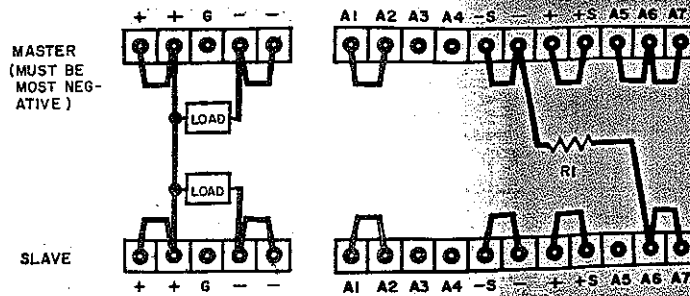 + + G — — A1 A2 A3 A4 -S — + +S A5 A6 A7
MASTER
(MUST BE
MOST NEG-
ATIVE)
LOAD
R1
LOAD
SLAVE
+ + G — — A1 A2 A3 A4 -S — + +S A5 A6 A7